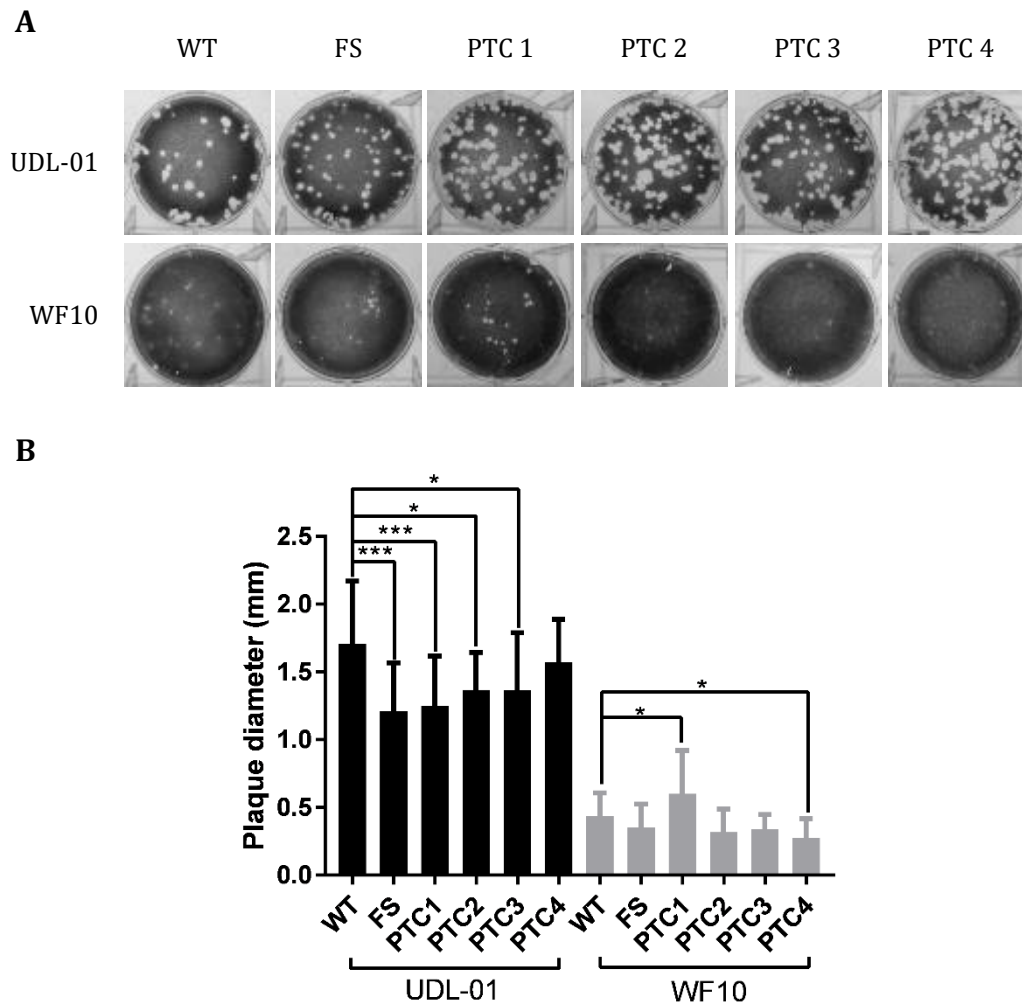 A
WT FS PTC 1 PTC 2 PTC 3 PTC 4
UDL-01
WF10
B
*
*
***
***
*
*
Plaque diameter (mm)
2.5
2.0
1.5
1.0
0.5
0.0
WT FS PTC1 PTC2 PTC3 PTC4 WT FS PTC1 PTC2 PTC3 PTC4
UDL-01 WF10